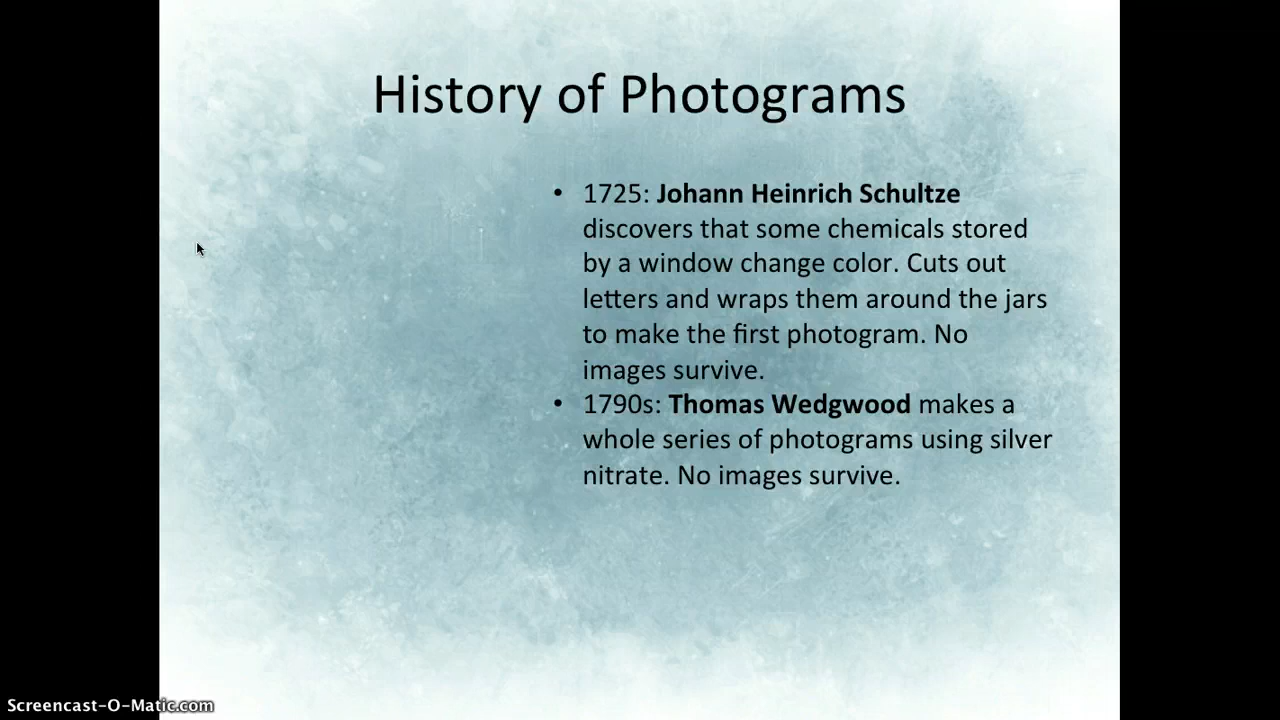 History of Photograms
• 1725: Johann Heinrich Schultze
discovers that some chemicals stored
by a window change color. Cuts out
letters and wraps them around the jars
to make the first photogram. No
images survive.
• 1790s: Thomas Wedgwood makes a
whole series of photograms using silver
nitrate. No images survive.
Screencast-O-Matic.com